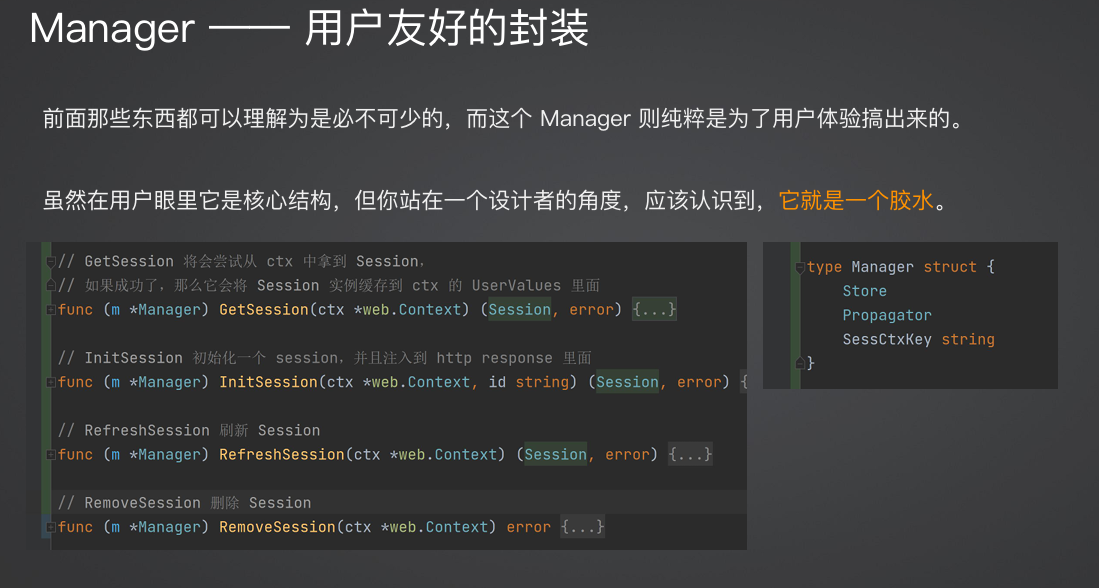 Manager —— 用户友好的封装
前面那些东西都可以理解为是必不可少的，而这个 Manager 则纯粹是为了用户体验搞出来的。
虽然在用户眼里它是核心结构，但你站在一个设计者的角度，应该认识到，它就是一个胶水。
// GetSession 将会尝试从 ctx 中拿到 Session,
// 如果成功了，那么它会将 Session 实例缓存到 ctx 的 UserValues 里面
func (m *Manager) GetSession(ctx *web.Context) (Session, error) {...}
// InitSession 初始化一个 session，并且注入到 http response 里面
func (m *Manager) InitSession(ctx *web.Context, id string) (Session, error) {
// RefreshSession 刷新 Session
func (m *Manager) RefreshSession(ctx *web.Context) (Session, error) {...}
// RemoveSession 删除 Session
func (m *Manager) RemoveSession(ctx *web.Context) error {...}
type Manager struct {
Store
Propagator
SessCtxKey string
}